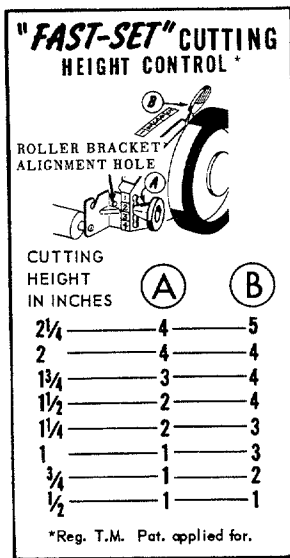 "FAST-SET" CUTTING
HEIGHT CONTROL*
B
ROLLER BRACKET
ALIGNMENT HOLE
A
CUTTING
HEIGHT
IN INCHES A B
2¼ 4 5
2 4 4
1¾ 3 4
1½ 2 4
1¼ 2 3
1 1 3
¾ 1 2
½ 1 1
*Reg. T.M. Pat. applied for.